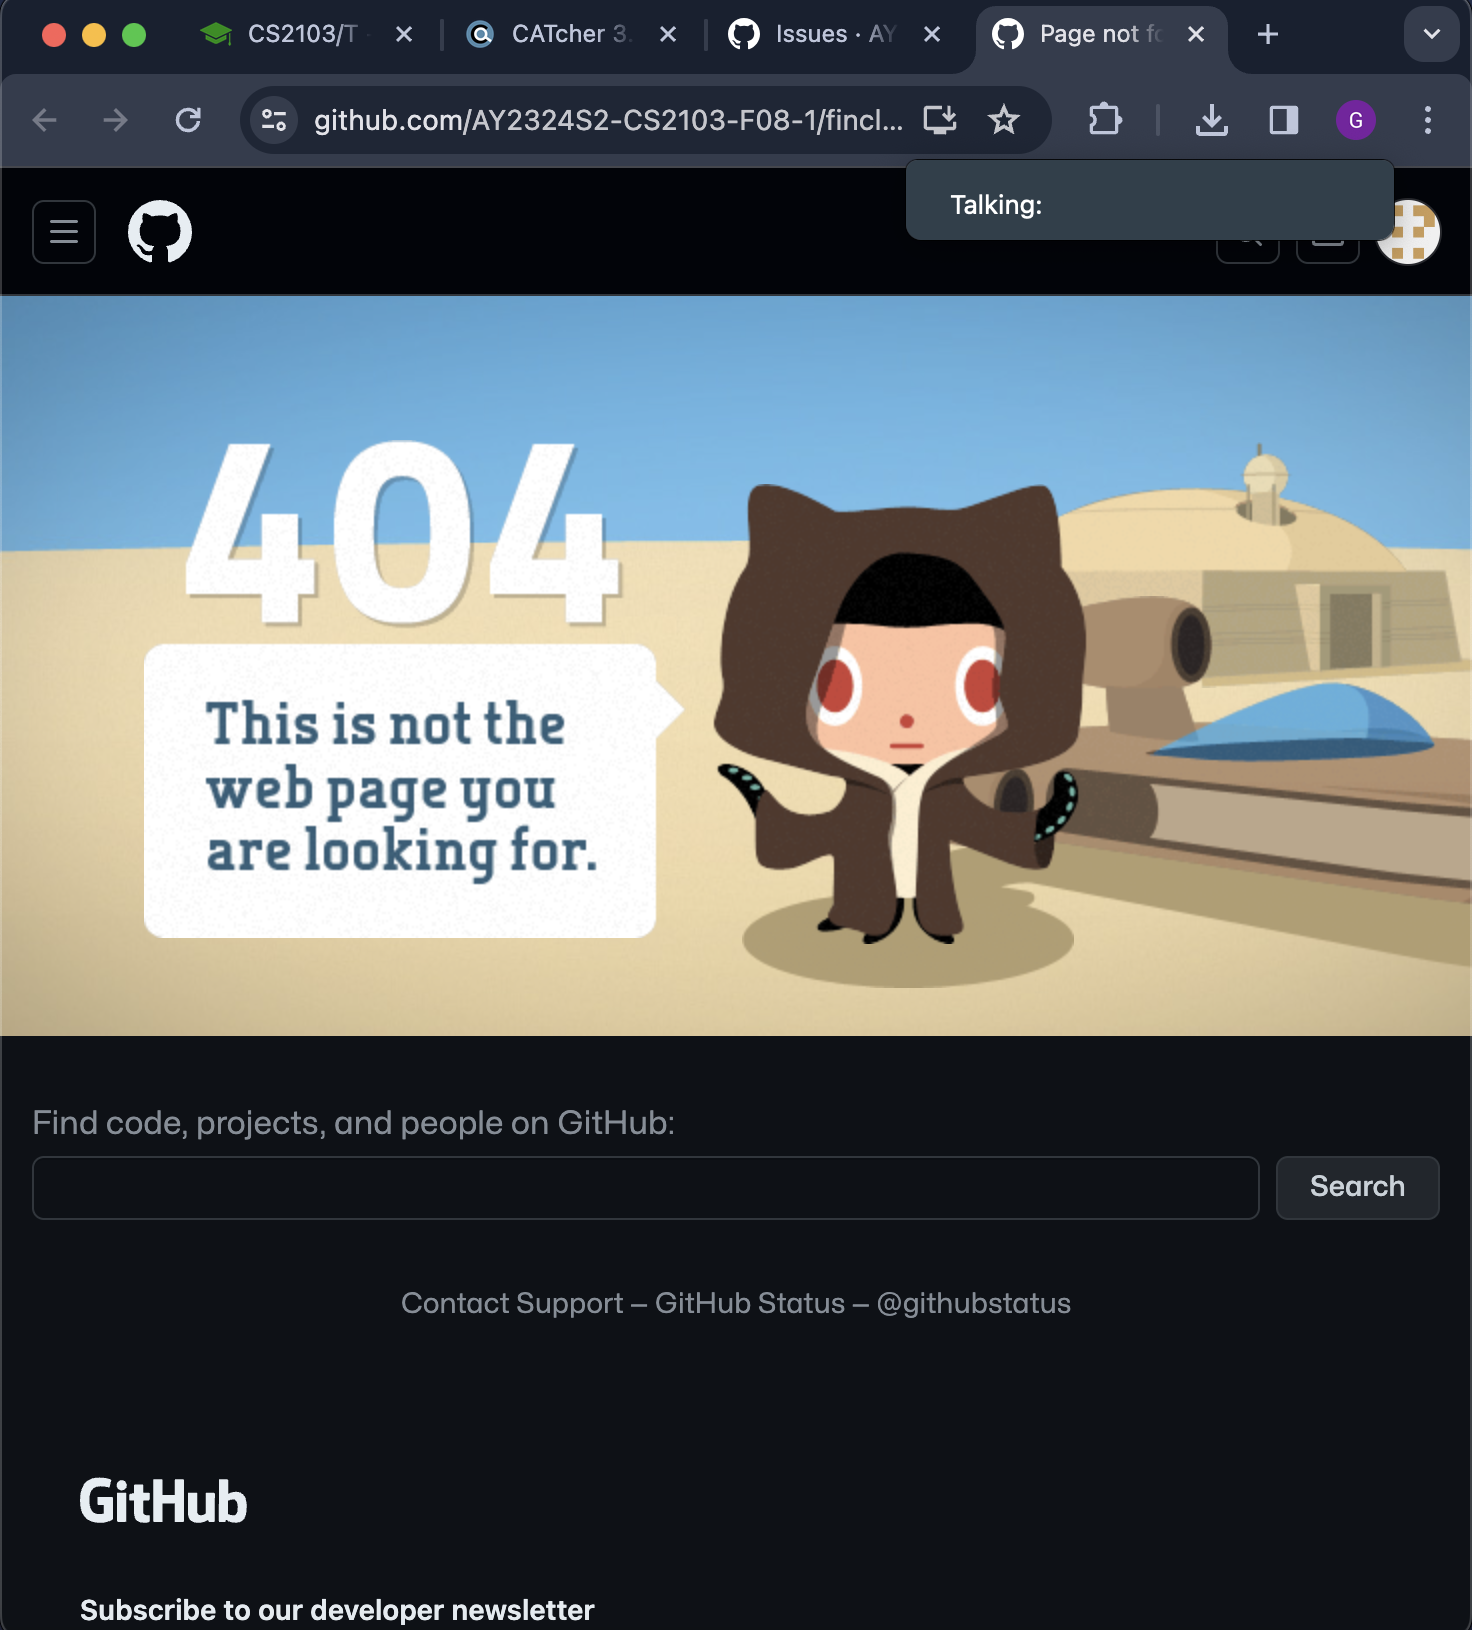 CS2103/T
CATcher 3.
Issues · AY
Page not fo
github.com/AY2324S2-CS2103-F08-1/fincl...
G
Talking:
404
This is not the
web page you
are looking for.
Find code, projects, and people on GitHub:
Search
Contact Support — GitHub Status — @githubstatus
GitHub
Subscribe to our developer newsletter